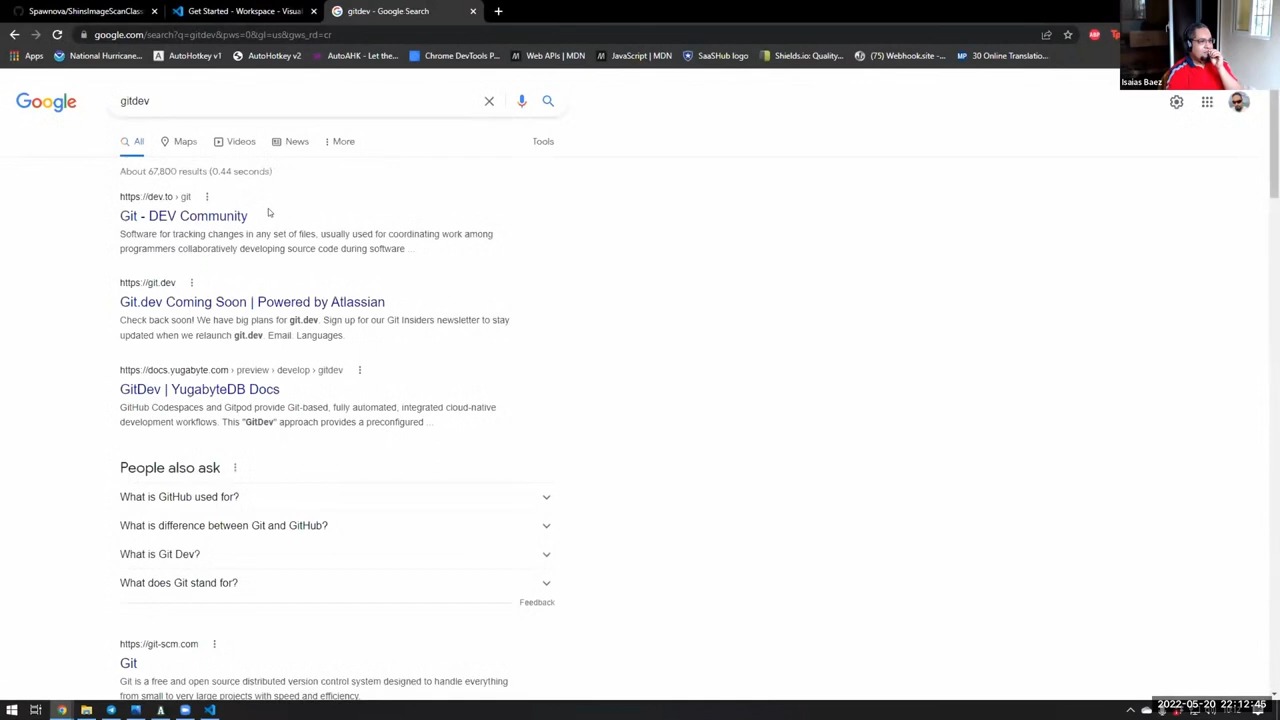 Spawnova/ShinsImageScanClass
Get Started - Welcome - Visual
gitdev - Google Search
google.com/search?q=gitdev&pws=0&gl=us&gws_rd=cr
Apps
National Hurricane...
AutoHotkey v1
AutoHotkey v2
AutoAHK - Let the...
Chrome DevTools P...
Web APIs | MDN
JavaScript | MDN
SaaSHub logo
Shields.io: Quality...
(75) Webhook.site -...
30 Online Translation...
Isaias Baez
Google
gitdev
All
Maps
Videos
News
More
Tools
About 67,800 results (0.44 seconds)
https://dev.to › git
Git - DEV Community
Software for tracking changes in any set of files, usually used for coordinating work among
programmers collaboratively developing source code during software ...
https://git.dev
Git.dev Coming Soon | Powered by Atlassian
Check back soon! We have big plans for git.dev. Sign up for our Git Insiders newsletter to stay
updated when we relaunch git.dev. Email. Languages.
https://docs.yugabyte.com › preview › develop › gitdev
GitDev | YugabyteDB Docs
GitHub Codespaces and Gitpod provide Git-based, fully automated, integrated cloud-native
development workflows. This "GitDev" approach provides a preconfigured ...
People also ask
What is GitHub used for?
What is difference between Git and GitHub?
What is Git Dev?
What does Git stand for?
Feedback
https://git-scm.com
Git
Git is a free and open source distributed version control system designed to handle everything
from small to very large projects with speed and efficiency.
2022-05-20 22:12:45